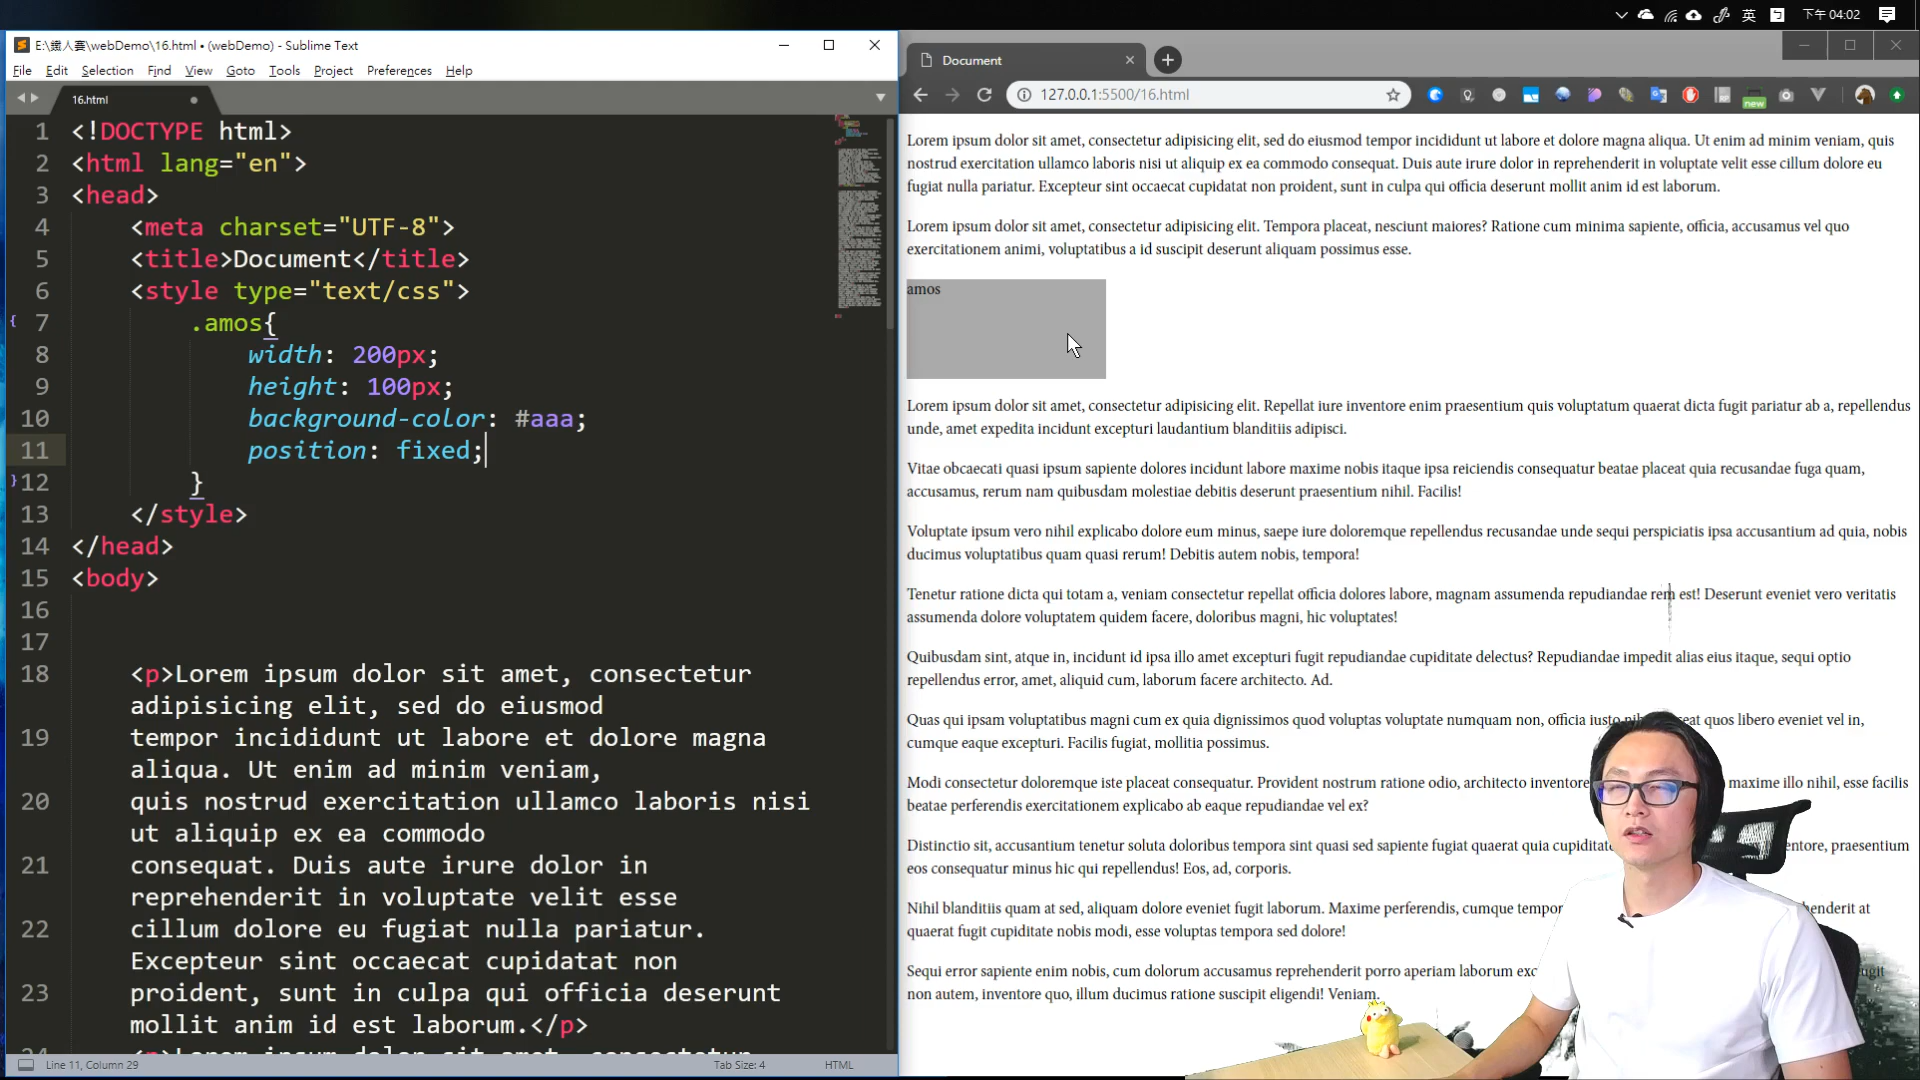 英
下午 04:02
E:\鐵人賽\webDemo\16.html • (webDemo) - Sublime Text
File Edit Selection Find View Goto Tools Project Preferences Help
16.html
1 <!DOCTYPE html>
2 <html lang="en">
3 <head>
4 <meta charset="UTF-8">
5 <title>Document</title>
6 <style type="text/css">
7 .amos{
8 width: 200px;
9 height: 100px;
10 background-color: #aaa;
11 position: fixed;
12 }
13 </style>
14 </head>
15 <body>
16
17
18 <p>Lorem ipsum dolor sit amet, consectetur
adipisicing elit, sed do eiusmod
19 tempor incididunt ut labore et dolore magna
aliqua. Ut enim ad minim veniam,
20 quis nostrud exercitation ullamco laboris nisi
ut aliquip ex ea commodo
21 consequat. Duis aute irure dolor in
reprehenderit in voluptate velit esse
22 cillum dolore eu fugiat nulla pariatur.
Excepteur sint occaecat cupidatat non
23 proident, sunt in culpa qui officia deserunt
mollit anim id est laborum.</p>
Line 11, Column 29
Tab Size: 4
HTML
Document
127.0.0.1:5500/16.html
new
Lorem ipsum dolor sit amet, consectetur adipisicing elit, sed do eiusmod tempor incididunt ut labore et dolore magna aliqua. Ut enim ad minim veniam, quis
nostrud exercitation ullamco laboris nisi ut aliquip ex ea commodo consequat. Duis aute irure dolor in reprehenderit in voluptate velit esse cillum dolore eu
fugiat nulla pariatur. Excepteur sint occaecat cupidatat non proident, sunt in culpa qui officia deserunt mollit anim id est laborum.
Lorem ipsum dolor sit amet, consectetur adipisicing elit. Tempora placeat, nesciunt maiores? Ratione cum minima sapiente, officia, accusamus vel quo
exercitationem animi, voluptatibus a id suscipit deserunt aliquam possimus esse.
amos
Lorem ipsum dolor sit amet, consectetur adipisicing elit. Repellat iure inventore enim praesentium quis voluptatum quaerat dicta fugit pariatur ab a, repellendus
unde, amet expedita incidunt excepturi laudantium blanditiis adipisci.
Vitae obcaecati quasi ipsum sapiente dolores incidunt labore maxime nobis itaque ipsa reiciendis consequatur beatae placeat quia recusandae fuga quam,
accusamus, rerum nam quibusdam molestiae debitis deserunt praesentium nihil. Facilis!
Voluptate ipsum vero nihil explicabo dolore eum minus, saepe iure doloremque repellendus recusandae unde sequi perspiciatis ipsa accusantium ad quia, nobis
ducimus voluptatibus quam quasi rerum! Debitis autem nobis, tempora!
Tenetur ratione dicta qui totam a, veniam consectetur repellat officia dolores labore, magnam assumenda repudiandae rem est! Deserunt eveniet vero veritatis
assumenda dolore voluptatem quidem facere, doloribus magni, hic voluptates!
Quibusdam sint, atque in, incidunt id ipsa illo amet excepturi fugit repudiandae cupiditate delectus? Repudiandae impedit alias eius itaque, sequi optio
repellendus error, amet, aliquid cum, laborum facere architecto. Ad.
Quas qui ipsam voluptatibus magni cum ex quia dignissimos quod voluptas voluptate numquam non, officia iusto quos libero eveniet vel in,
cumque eaque excepturi. Facilis fugiat, mollitia possimus.
Modi consectetur doloremque iste placeat consequatur. Provident nostrum ratione odio, architecto inventore maxime illo nihil, esse facilis
beatae perferendis exercitationem explicabo ab eaque repudiandae vel ex?
Distinctio sit, accusantium tenetur soluta doloribus tempora sint quasi sed sapiente fugiat quaerat quia praesentium
eos consequatur minus hic qui repellendus! Eos, ad, corporis.
Nihil blanditiis quam at sed, aliquam dolore eveniet fugit laborum. Maxime perferendis, cumque at
quaerat fugit cupiditate nobis modi, esse voluptas tempora sed dolore!
Sequi error sapiente enim nobis, cum dolorum accusamus reprehenderit porro aperiam laborum
non autem, inventore quo, illum ducimus ratione suscipit eligendi! Veniam.